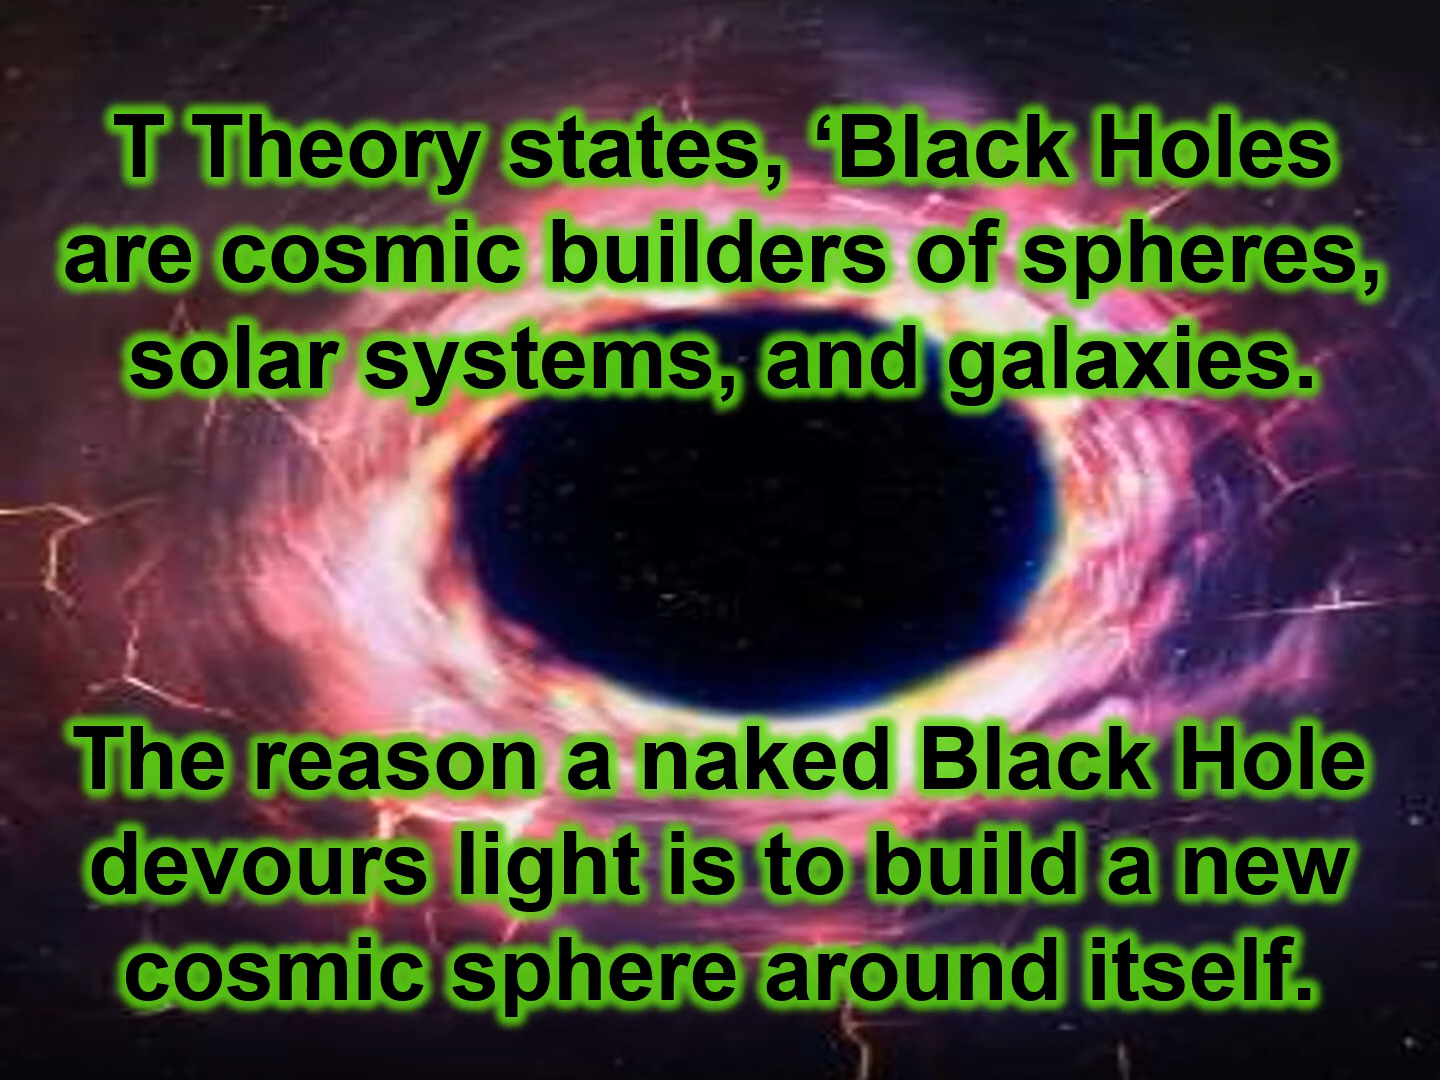 T Theory states, ‘Black Holes
are cosmic builders of spheres,
solar systems, and galaxies.
The reason a naked Black Hole
devours light is to build a new
cosmic sphere around itself.